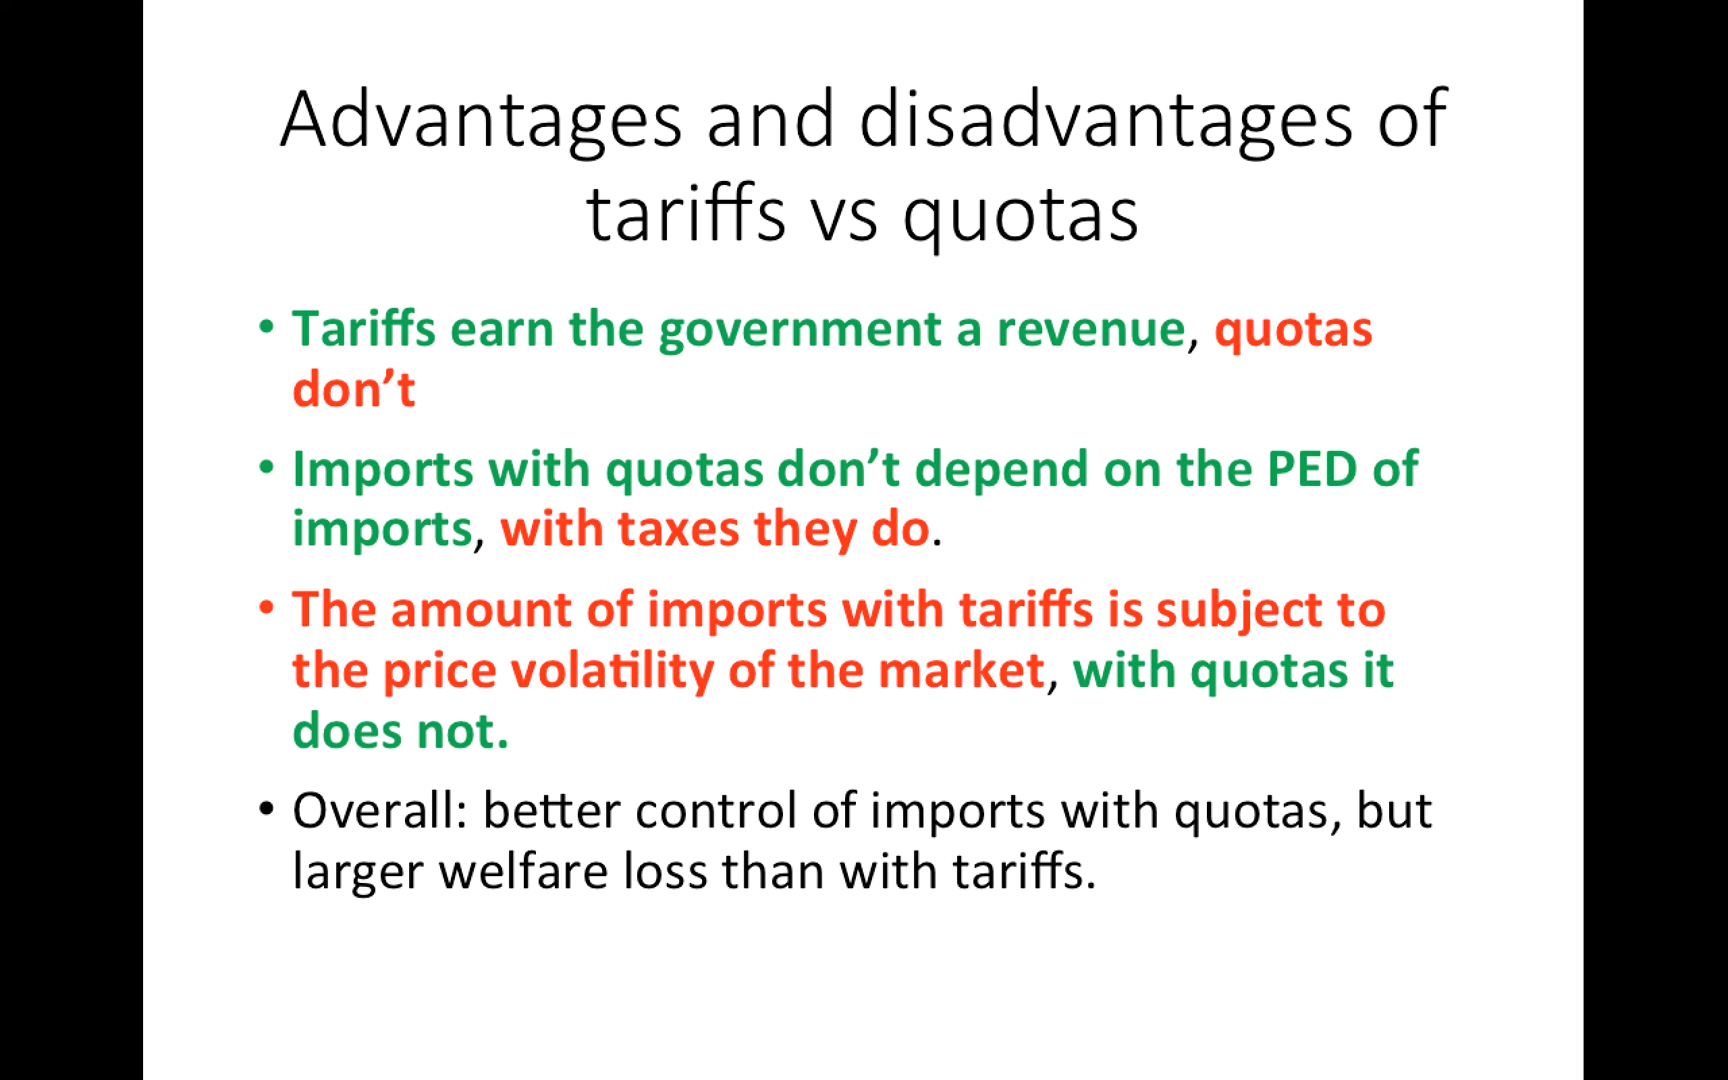 Advantages and disadvantages of
tariffs vs quotas
• Tariffs earn the government a revenue, quotas
don’t
• Imports with quotas don’t depend on the PED of
imports, with taxes they do.
• The amount of imports with tariffs is subject to
the price volatility of the market, with quotas it
does not.
• Overall: better control of imports with quotas, but
larger welfare loss than with tariffs.